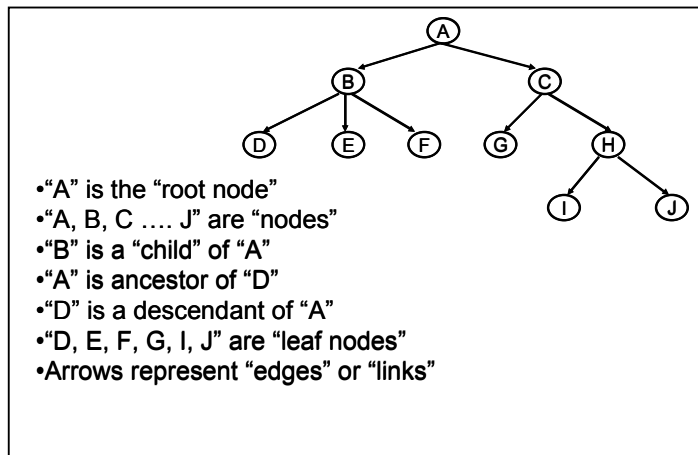 A
B C
D E F G H
I J
•“A” is the “root node”
•“A, B, C …. J” are “nodes”
•“B” is a “child” of “A”
•“A” is ancestor of “D”
•“D” is a descendant of “A”
•“D, E, F, G, I, J” are “leaf nodes”
•Arrows represent “edges” or “links”